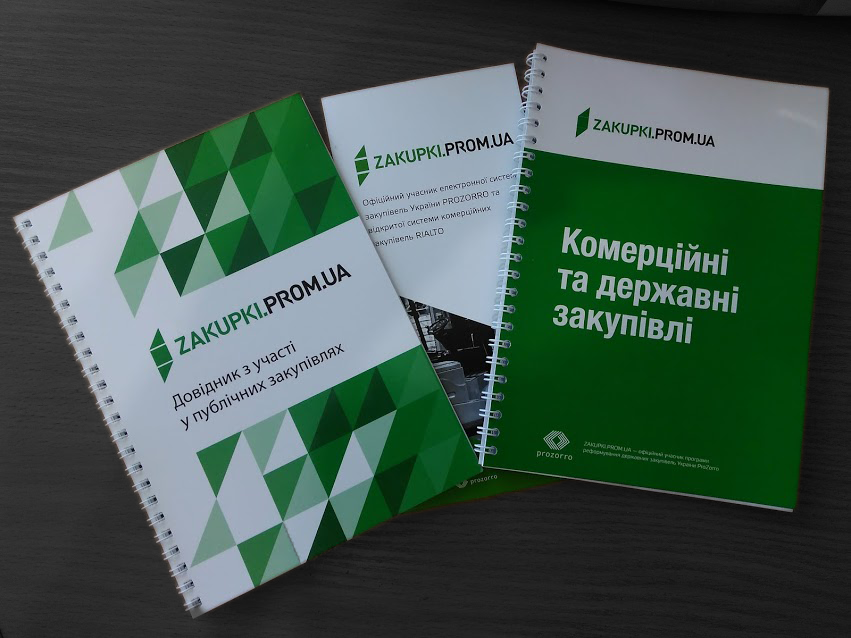 ZAKUPKI.PROM.UA
Довідник з участі
у публічних закупівлях
ZAKUPKI.PROM.UA
Офіційний учасник електронної систем
закупівель України PROZORRO та
відкритої системи комерційних
закупівель RIALTO
prozorro
ZAKUPKI.PROM.UA
Комерційні
та державні
закупівлі
prozorro
ZAKUPKI.PROM.UA – офіційний учасник програми
реформування державних закупівель України ProZorro